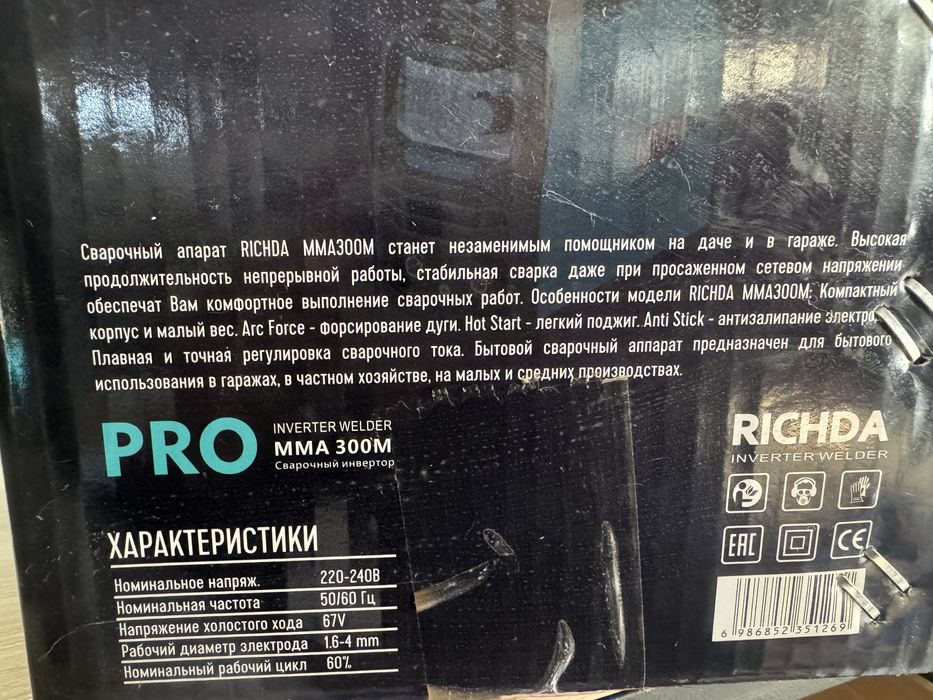 Сварочный апарат RICHDA MMA300M станет незаменимым помощником на даче и в гараже. Высокая
продолжительность непрерывной работы, стабильная сварка даже при просаженном сетевом напряжении
обеспечат Вам комфортное выполнение сварочных работ. Особенности модели RICHDA MMA300M: Компактный
корпус и малый вес. Arc Force - форсирование дуги. Hot Start - легкий поджиг. Anti Stick - антизалипание
Плавная и точная регулировка сварочного тока. Бытовой сварочный аппарат предназначен для бытового
использования в гаражах, в частном хозяйстве, на малых и средних производствах.
PRO
INVERTER WELDER
MMA 300M
Сварочный инвертор
RICHDA
INVERTER WELDER
EAC
CE
6 986852 351269
ХАРАКТЕРИСТИКИ
Номинальное напряж. 220-240В
Номинальная частота 50/60 Гц
Напряжение холостого хода 67V
Рабочий диаметр электрода 1.6-4 mm
Номинальный рабочий цикл 60%